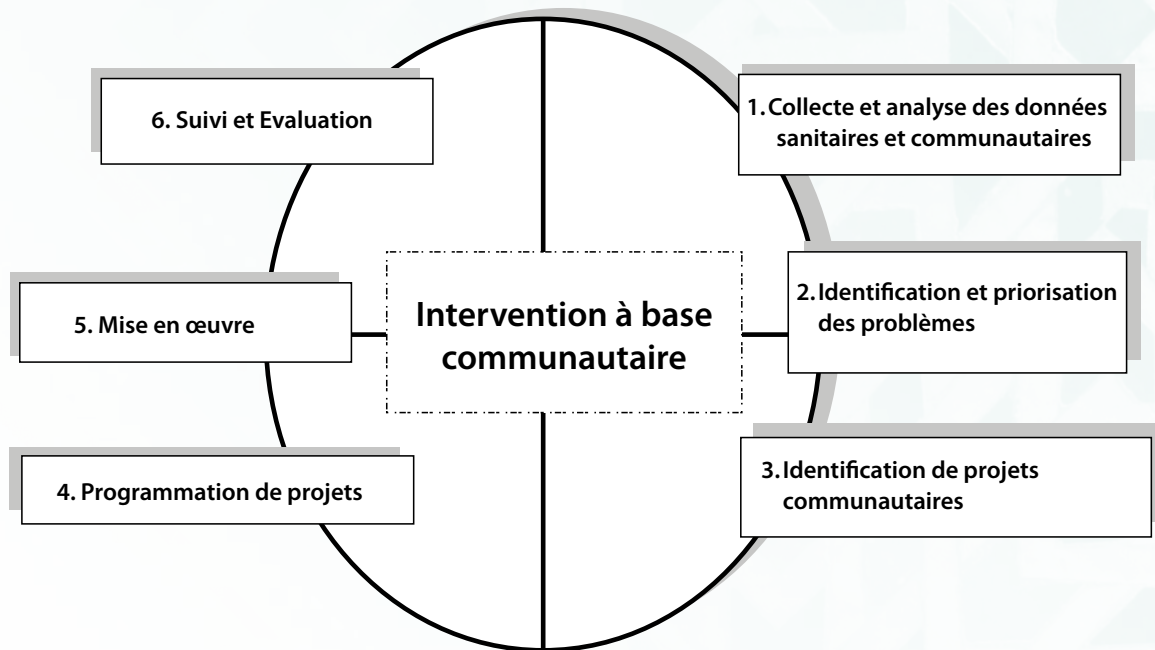 6. Suivi et Evaluation
1. Collecte et analyse des données
sanitaires et communautaires
Intervention à base
communautaire
2. Identification et priorisation
des problèmes
5. Mise en œuvre
3. Identification de projets
communautaires
4. Programmation de projets